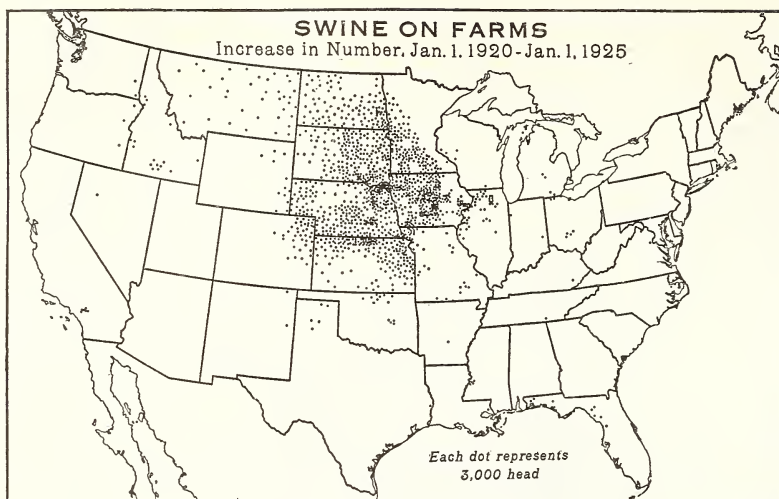 SWINE ON FARMS
Increase in Number, Jan. 1, 1920-Jan. 1, 1925
Each dot represents
3,000 head